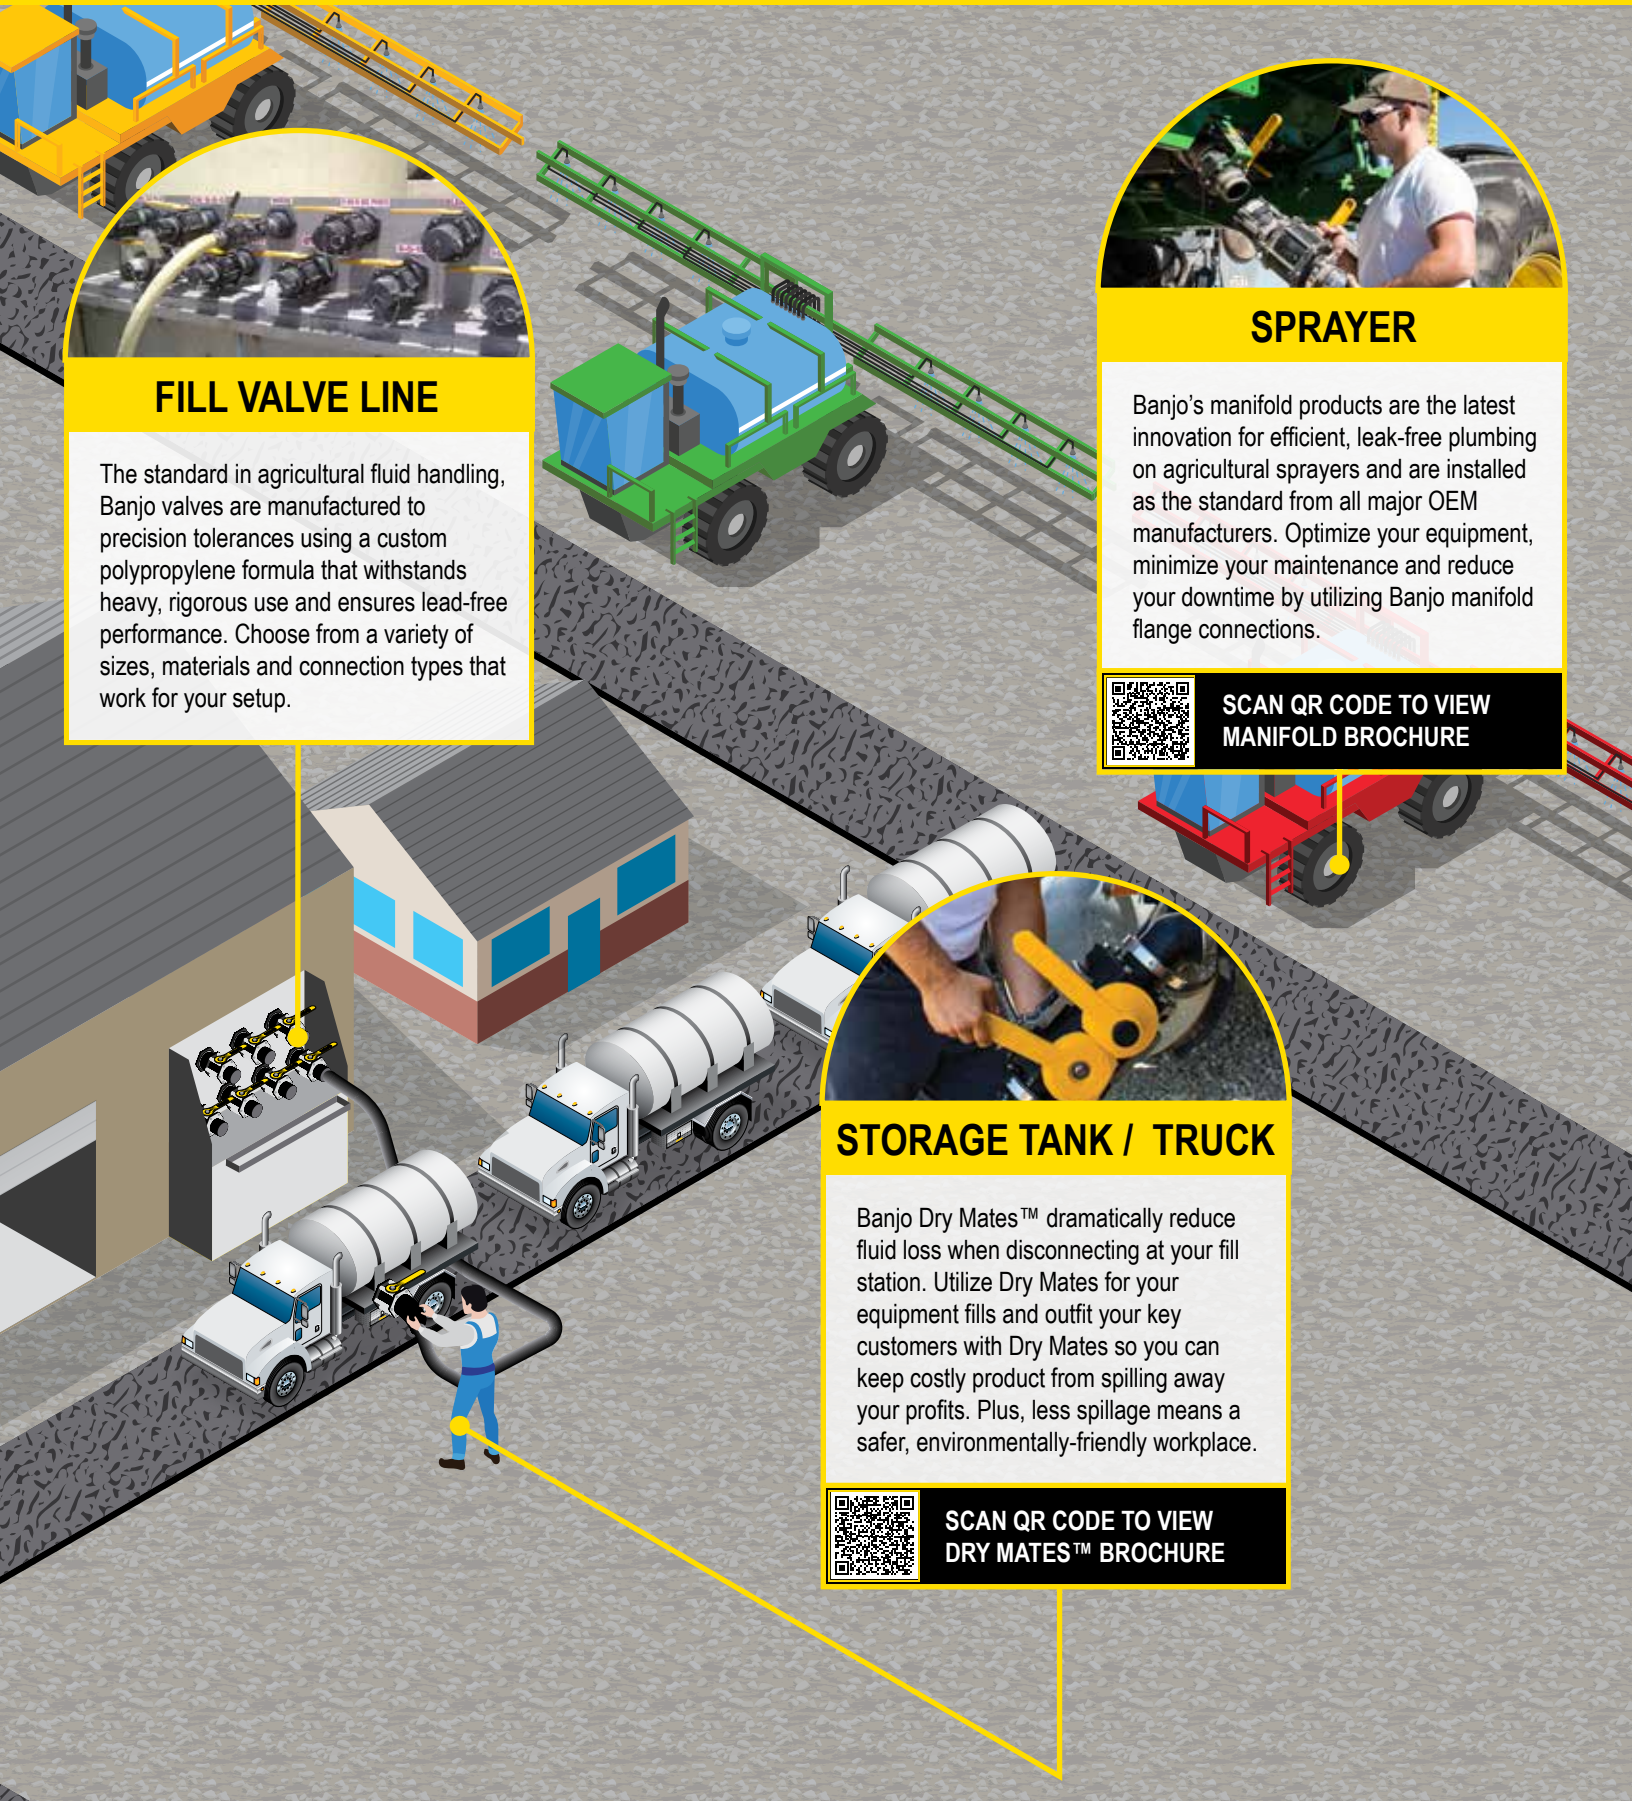 FILL VALVE LINE
The standard in agricultural fluid handling,
Banjo valves are manufactured to
precision tolerances using a custom
polypropylene formula that withstands
heavy, rigorous use and ensures lead-free
performance. Choose from a variety of
sizes, materials and connection types that
work for your setup.
SPRAYER
Banjo’s manifold products are the latest
innovation for efficient, leak-free plumbing
on agricultural sprayers and are installed
as the standard from all major OEM
manufacturers. Optimize your equipment,
minimize your maintenance and reduce
your downtime by utilizing Banjo manifold
flange connections.
SCAN QR CODE TO VIEW
MANIFOLD BROCHURE
STORAGE TANK / TRUCK
Banjo Dry Mates™ dramatically reduce
fluid loss when disconnecting at your fill
station. Utilize Dry Mates for your
equipment fills and outfit your key
customers with Dry Mates so you can
keep costly product from spilling away
your profits. Plus, less spillage means a
safer, environmentally-friendly workplace.
SCAN QR CODE TO VIEW
DRY MATES™ BROCHURE